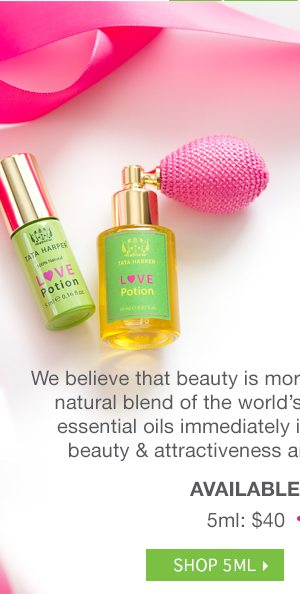 TATA HARPER
100% Natural
LOVE
Potion
TATA HARPER
LOVE
Potion
We believe that beauty is mor
natural blend of the world's
essential oils immediately i
beauty & attractiveness a
AVAILABLE
5ml: $40
SHOP 5ML